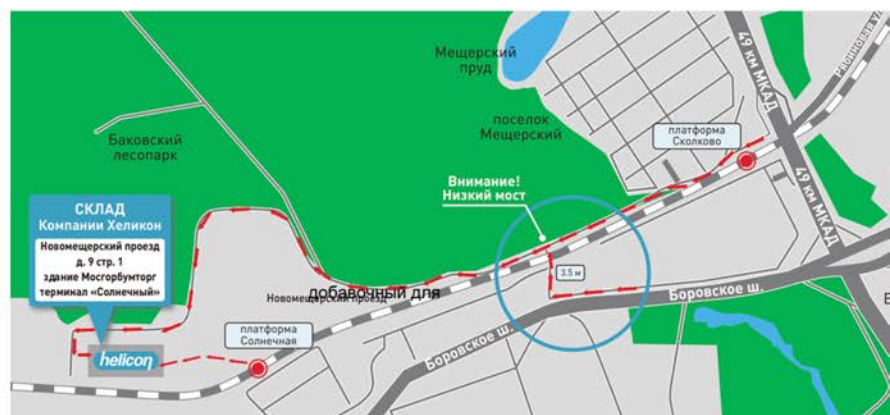 Мещерский
пруд
49 км МКАД
Рябиновая ул.
поселок
Мещерский
платформа
Сколково
Баковский
лесопарк
Внимание!
Низкий мост
СКЛАД
Компании Хеликон
Новомещерский проезд
д. 9 стр. 1
здание Мосгорбумторг
терминал «Солнечный»
49 км МКАД
3.5 м
добавочный для
Новомещерский проезд
Боровское ш.
платформа
Солнечная
Боровское ш.
helicon
В